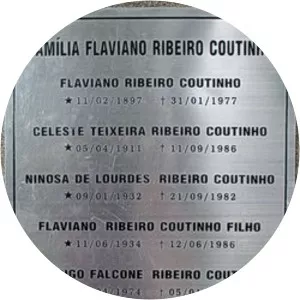 AMÍLIA FLAVIANO RIBEIRO COUTINH
FLAVIANO RIBEIRO COUTINHO
★ 11/02/1897 † 31/01/1977
CELESTE TEIXEIRA RIBEIRO COUTINHO
★ 05/04/1911 † 11/09/1986
NINOSA DE LOURDES RIBEIRO COUTINHO
★ 09/01/1932 † 21/09/1982
FLAVIANO RIBEIRO COUTINHO FILHO
★ 11/06/1934 † 12/06/1986
IGO FALCONE RIBEIRO COUTIN